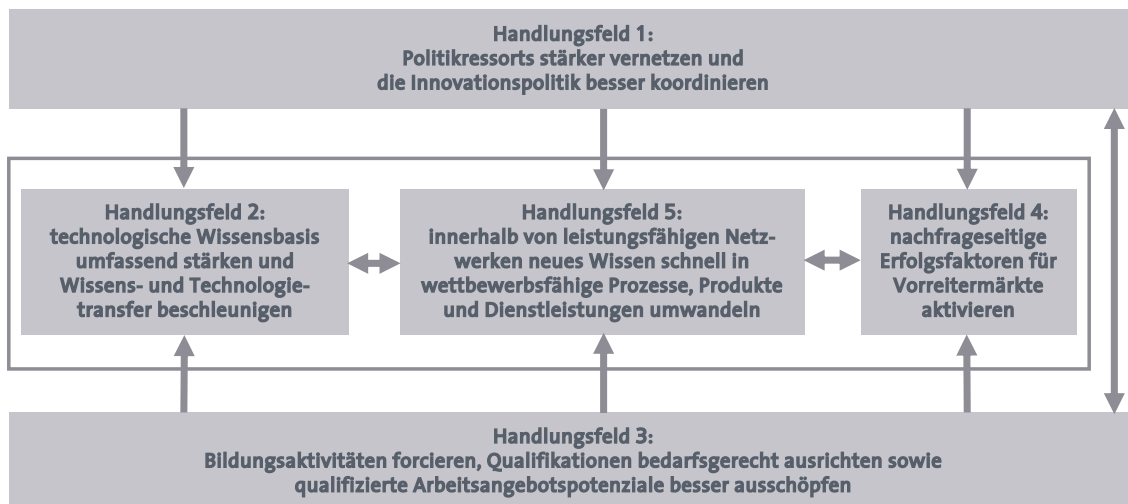 Handlungsfeld 1:
Politikressorts stärker vernetzen und
die Innovationspolitik besser koordinieren
Handlungsfeld 2:
technologische Wissensbasis
umfassend stärken und
Wissens- und Technologie-
transfer beschleunigen
Handlungsfeld 5:
innerhalb von leistungsfähigen Netz-
werken neues Wissen schnell in
wettbewerbsfähige Prozesse, Produkte
und Dienstleistungen umwandeln
Handlungsfeld 4:
nachfrageseitige
Erfolgsfaktoren für
Vorreitermärkte
aktivieren
Handlungsfeld 3:
Bildungsaktivitäten forcieren, Qualifikationen bedarfsgerecht ausrichten sowie
qualifizierte Arbeitsangebotspotenziale besser ausschöpfen